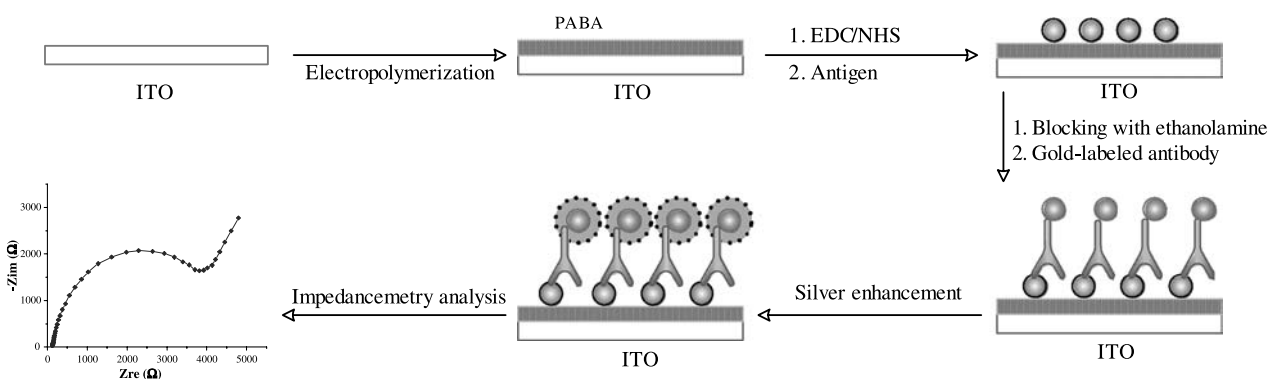 PABA
ITO
Electropolymerization
ITO
1. EDC/NHS
2. Antigen
ITO
1. Blocking with ethanolamine
2. Gold-labeled antibody
ITO
Silver enhancement
ITO
Impedancemetry analysis
-Zim (Ω)
3000
2000
1000
0
0 1000 2000 3000 4000 5000
Zre (Ω)